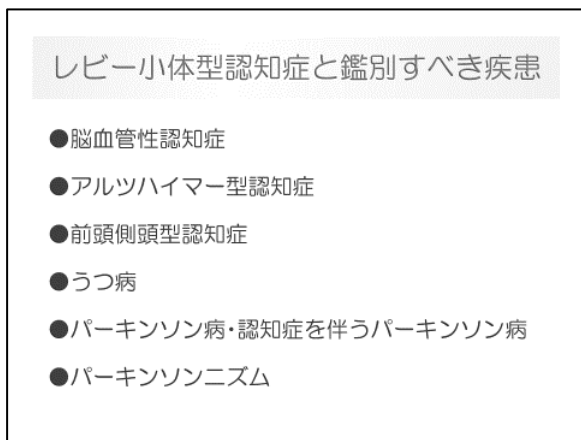 レビー小体型認知症と鑑別すべき疾患
●脳血管性認知症
●アルツハイマー型認知症
●前頭側頭型認知症
●うつ病
●パーキンソン病・認知症を伴うパーキンソン病
●パーキンソンニズム